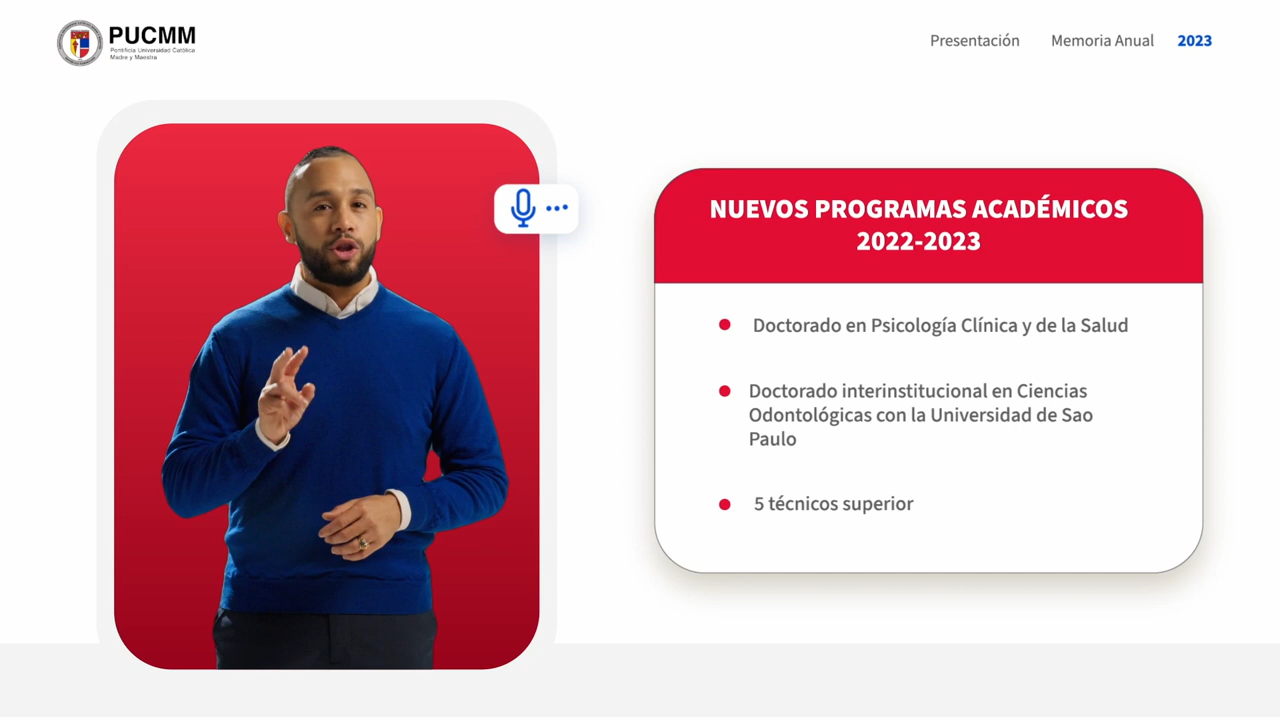 PUCMM
Pontificia Universidad Católica
Madre y Maestra
Presentación
Memoria Anual
2023
NUEVOS PROGRAMAS ACADÉMICOS
2022-2023
Doctorado en Psicología Clínica y de la Salud
Doctorado interinstitucional en Ciencias
Odontológicas con la Universidad de Sao
Paulo
5 técnicos superior